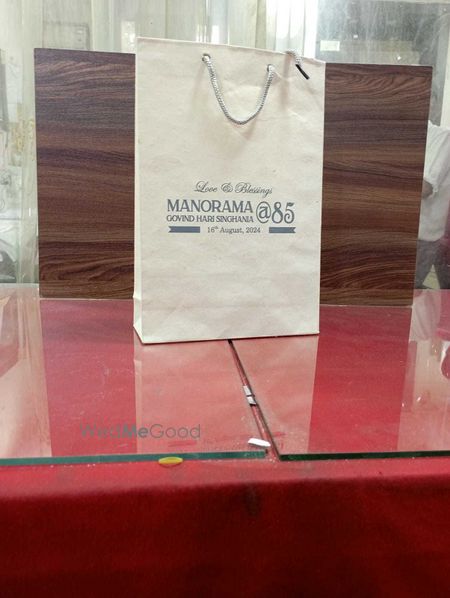 Love & Blessings
MANORAMA @85
GOVIND HARI SINGHANIA
16th August, 2024
WedMeGood